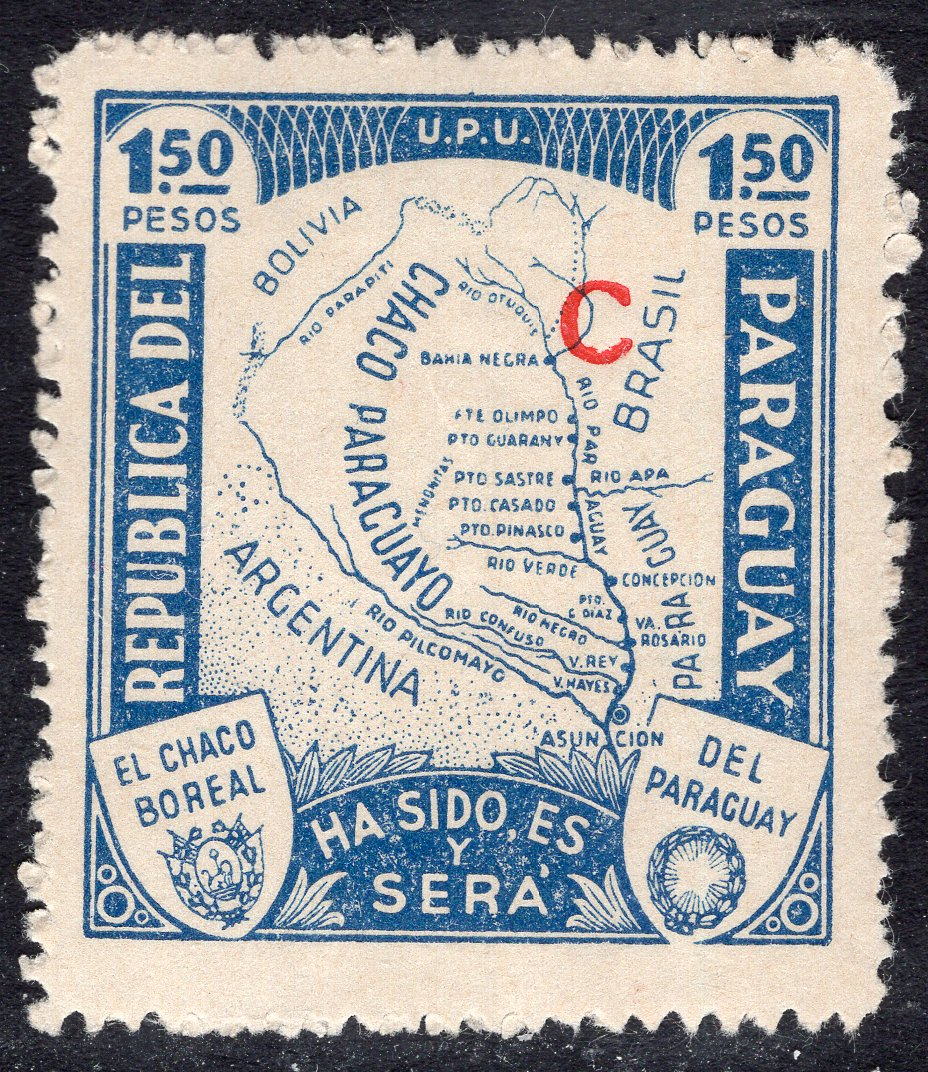 U.P.U.
1.50
PESOS
1.50
PESOS
REPUBLICA DEL
PARAGUAY
BOLIVIA
RIO PARAPITI
CHACO PARAGUAYO
RIO OTUQUIS
C
BRASIL
BAHIA NEGRA
RIO PARAGUAY
FTE OLIMPO
PTO GUARANY
PTO SASTRE
RIO APA
PTO. CASADO
MENONITAS
PTO. PINASCO
RIO VERDE
CONCEPCIÓN
PARAGUAY
ARGENTINA
RIO PILCOMAYO
RIO CONFUSO
RIO NEGRO
PTO.
C. DIAZ
VA.
ROSARIO
V. REY
V. HAYES
ASUNCIÓN
EL CHACO
BOREAL
DEL
PARAGUAY
HA SIDO, ES
Y
SERÁ